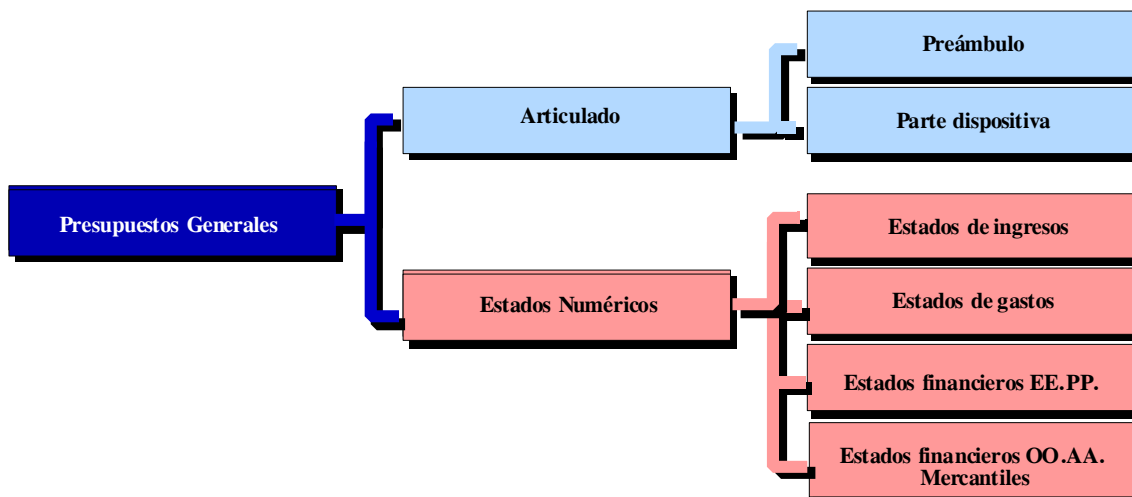 Preámbulo
Articulado
Parte dispositiva
Presupuestos Generales
Estados de ingresos
Estados Numéricos
Estados de gastos
Estados financieros EE.PP.
Estados financieros OO.AA.
Mercantiles